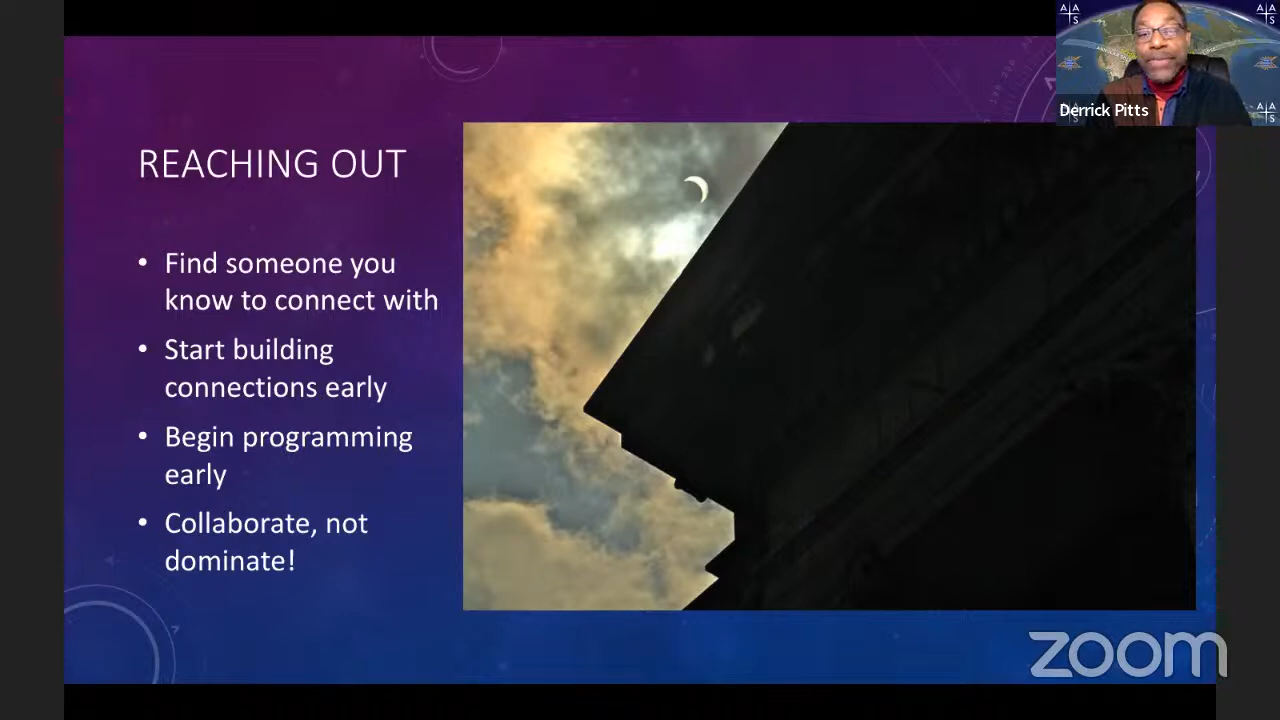 REACHING OUT
• Find someone you
know to connect with
• Start building
connections early
• Begin programming
early
• Collaborate, not
dominate!
A A
S
A A
S
Derrick Pitts
A A
S
zoom